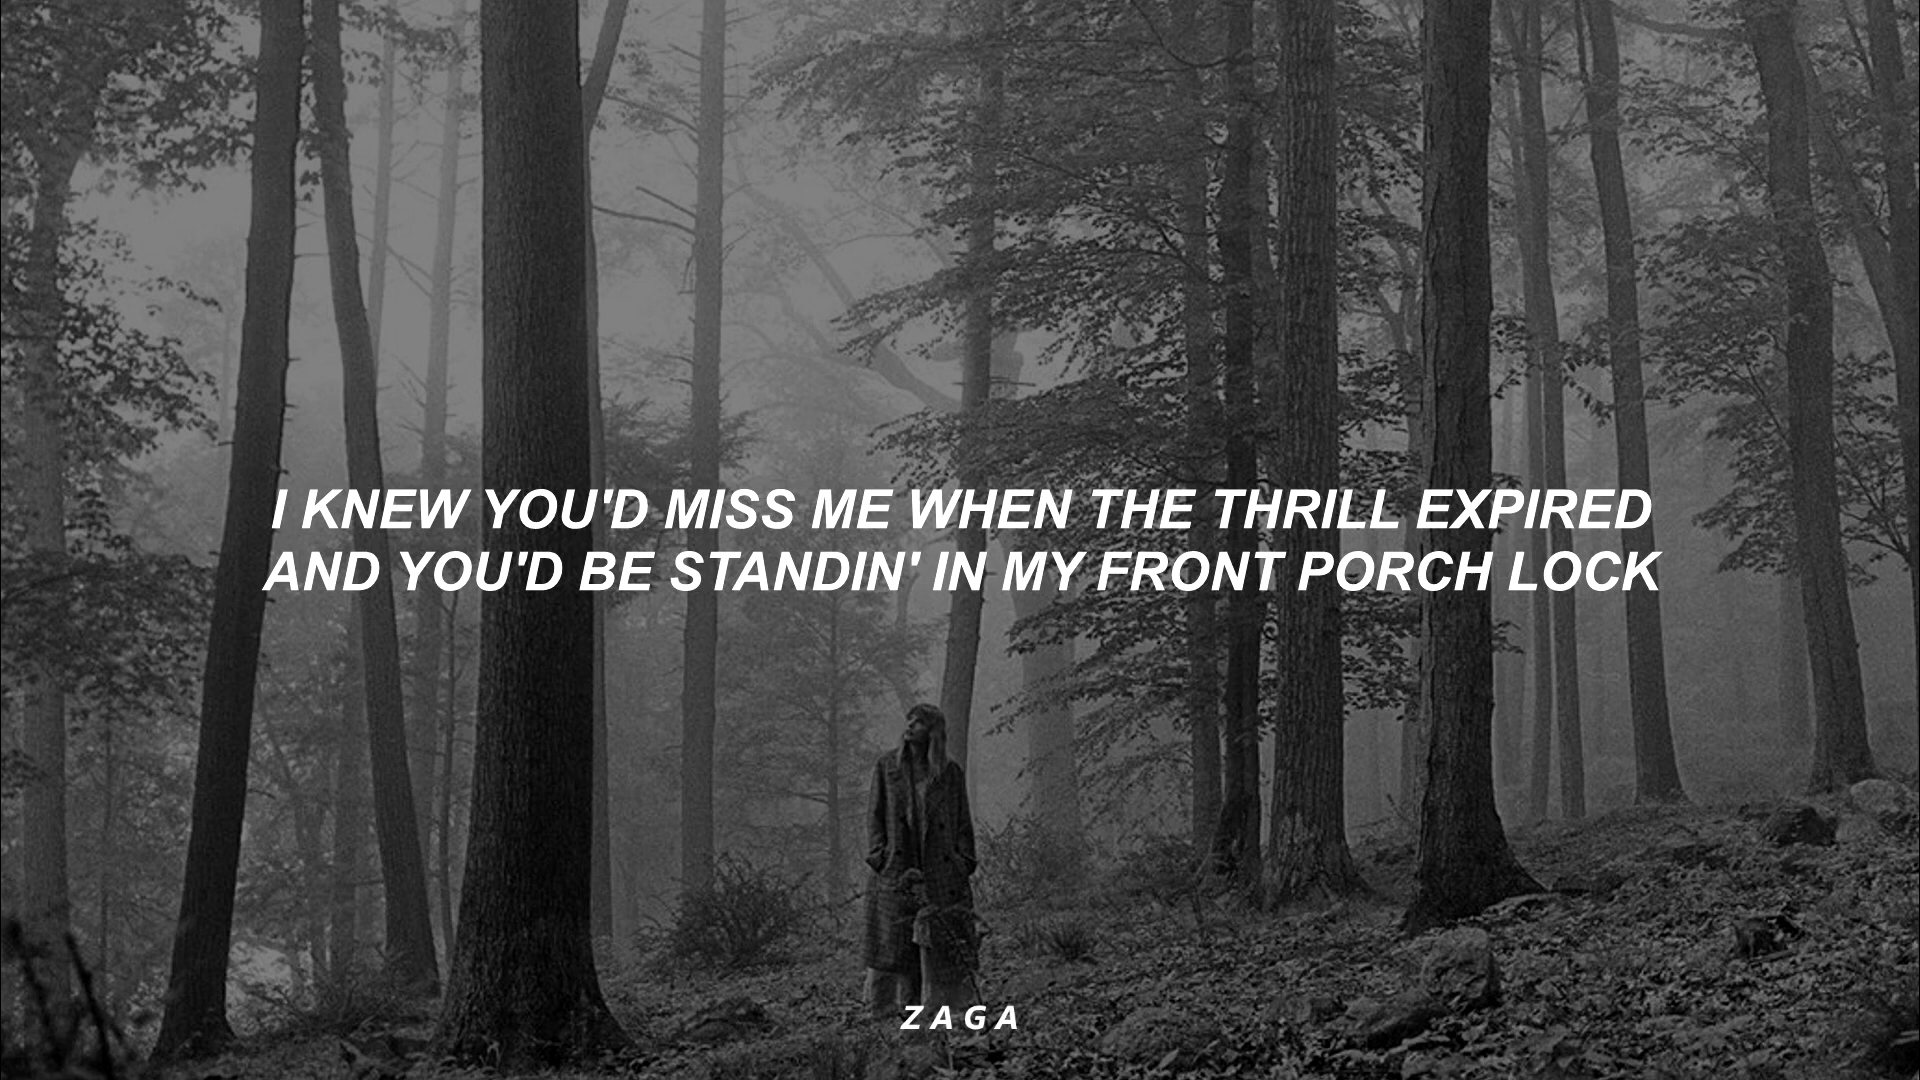 I KNEW YOU'D MISS ME WHEN THE THRILL EXPIRED
AND YOU'D BE STANDIN' IN MY FRONT PORCH LOCK
ZAGA